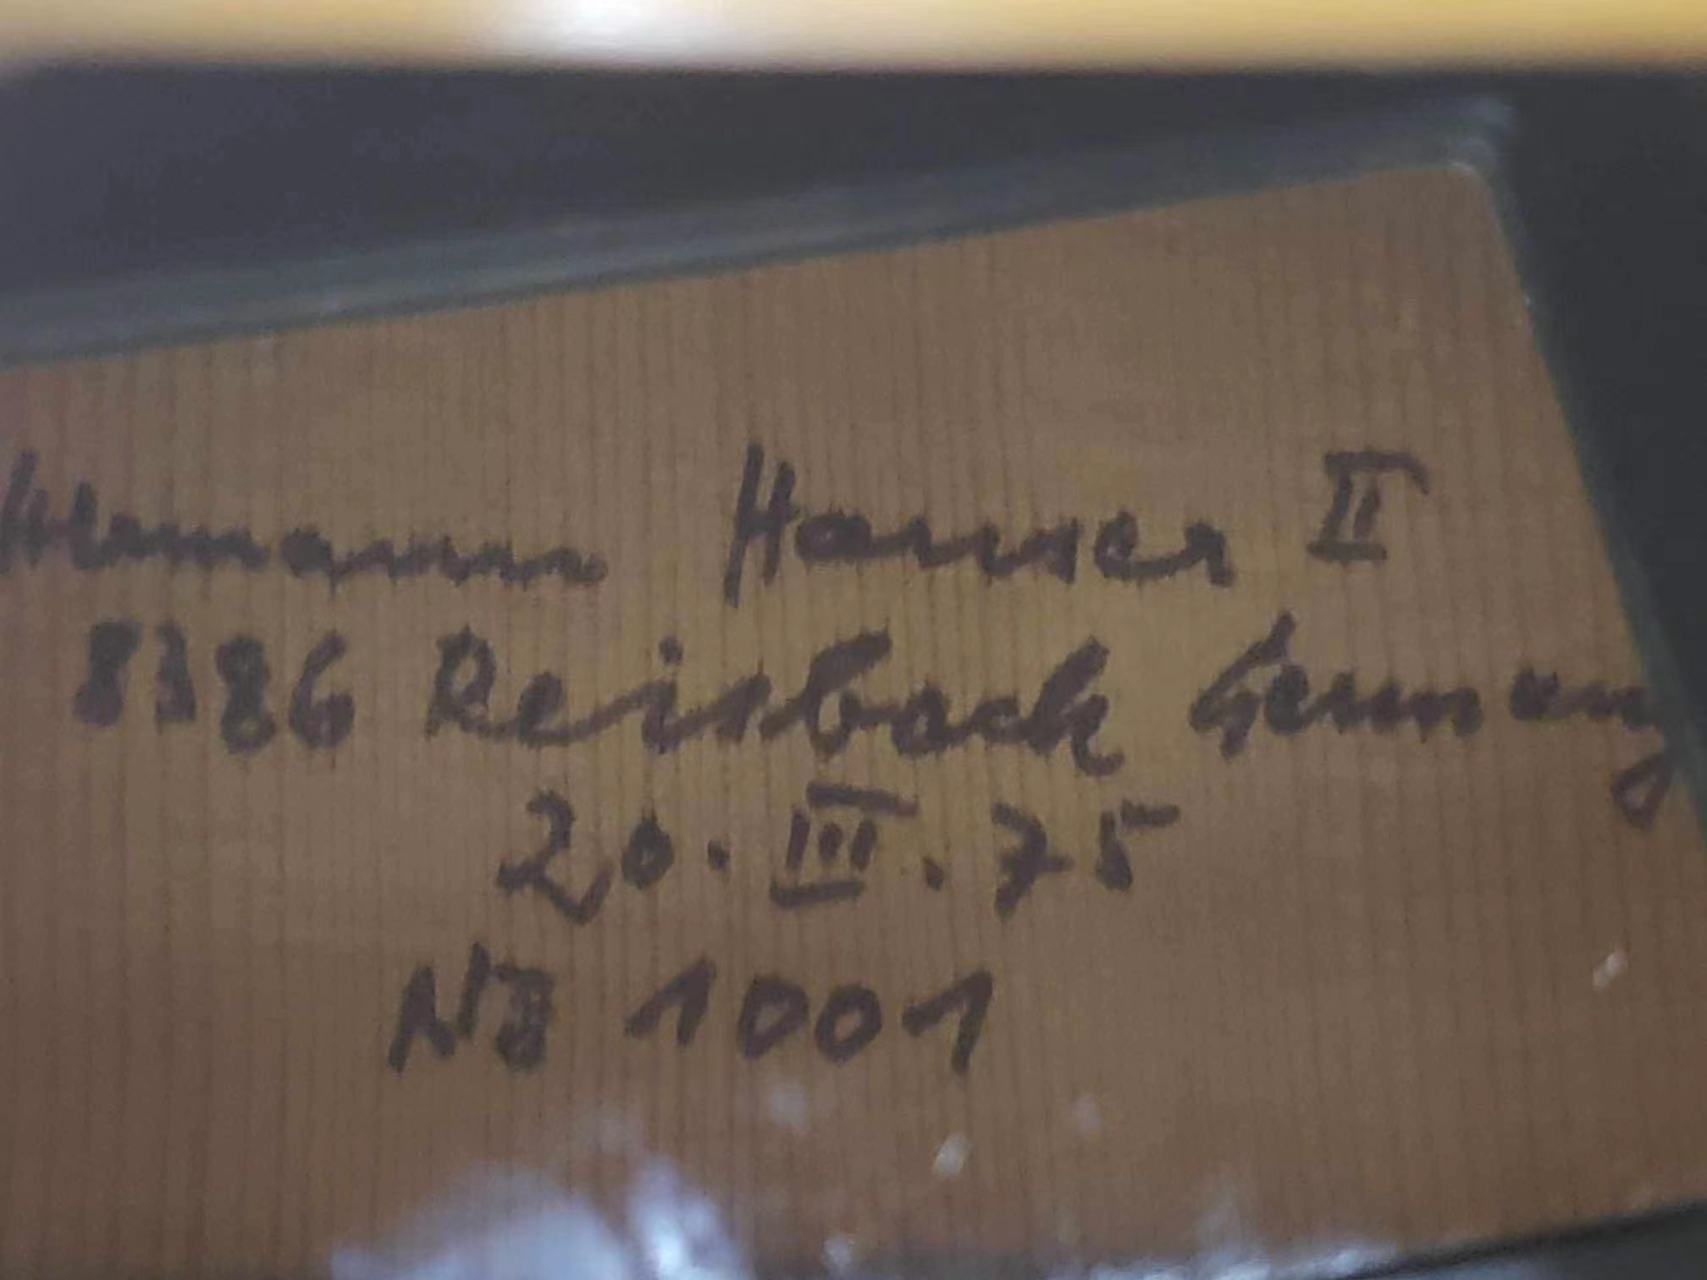 Hermann Hauser II
8386 Reisbach Germany
20. III. 75
No 1001